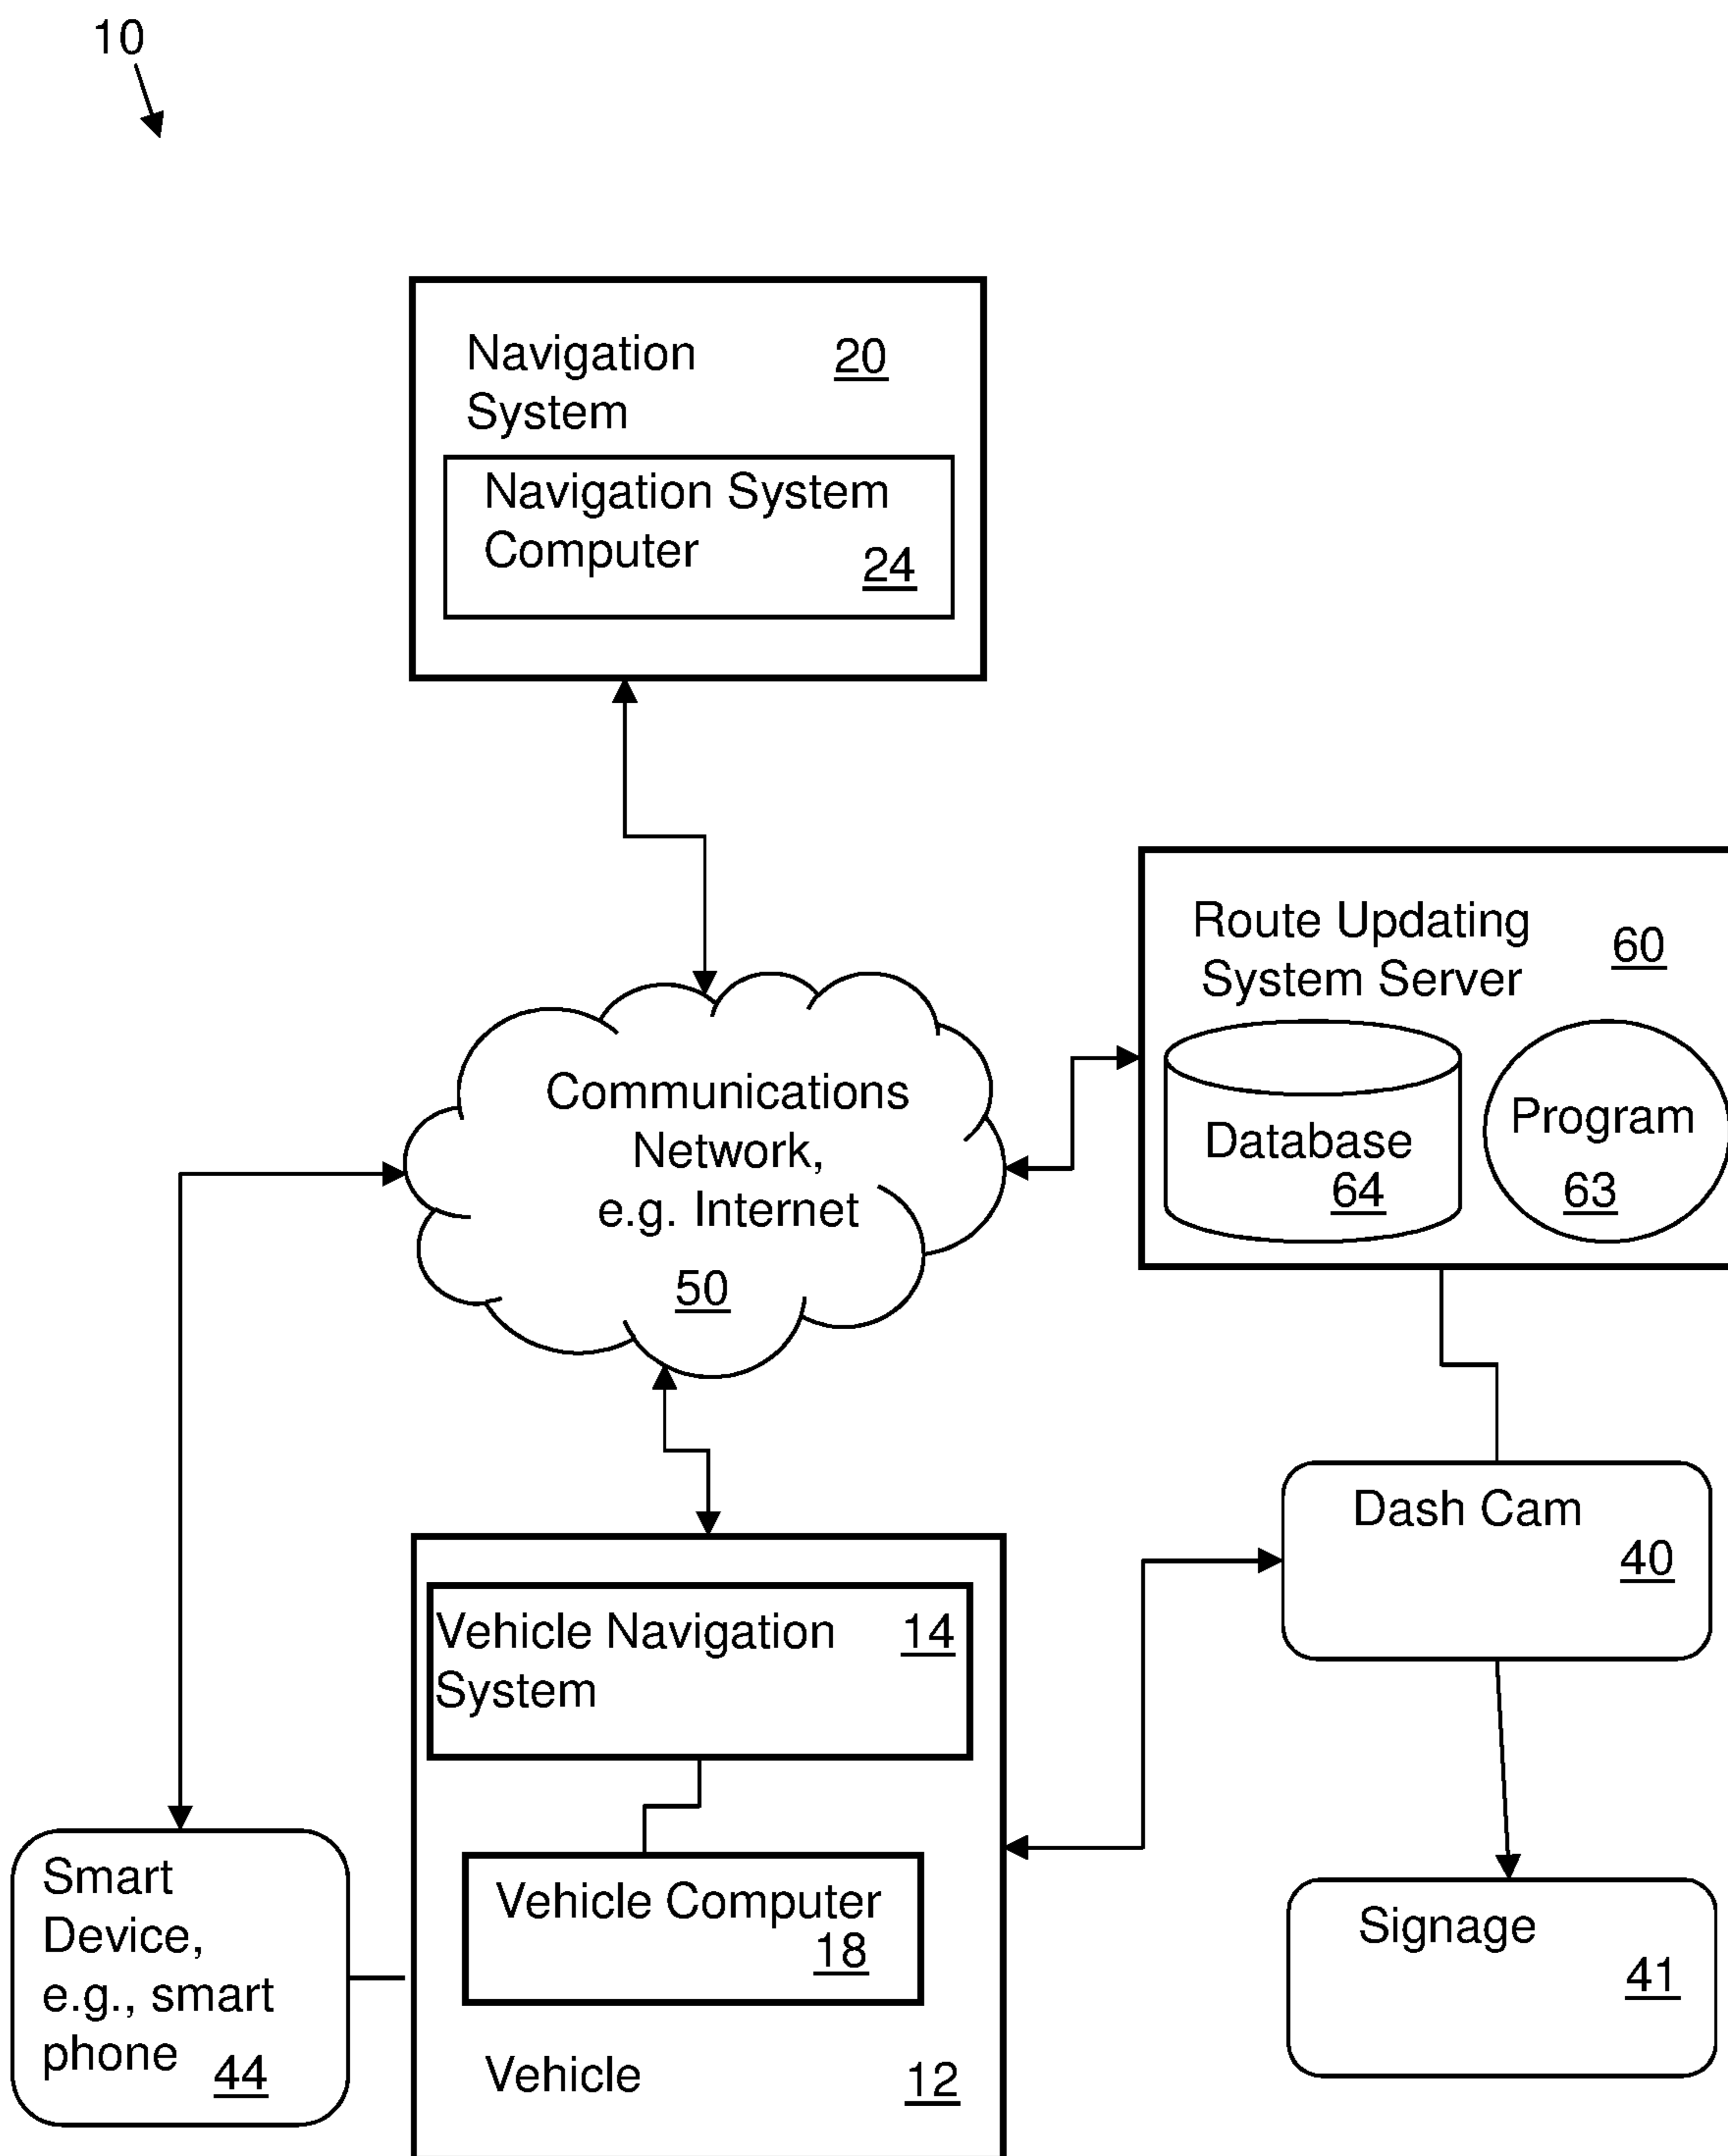 10
Navigation 20
System
Navigation System
Computer 24
Route Updating 60
System Server
Database
64
Program
63
Communications
Network,
e.g. Internet
50
Dash Cam
40
Vehicle Navigation 14
System
Vehicle Computer
18
Vehicle 12
Smart
Device,
e.g., smart
phone 44
Signage
41